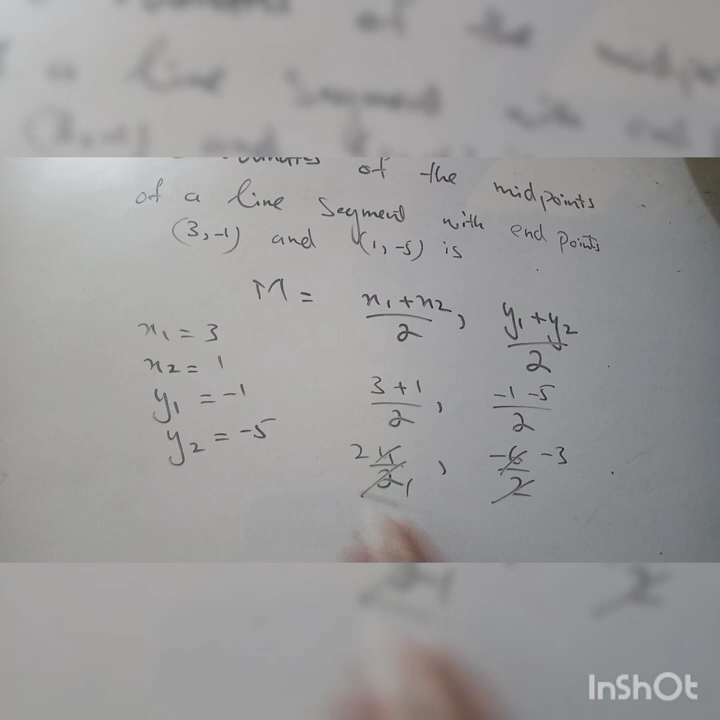 of the midpoints
of a line segment with end points
(3,-1) and (1,-5) is
M = x1+x2/2, y1+y2/2
x1 = 3
x2 = 1
y1 = -1
y2 = -5
3+1/2, -1-5/2
2 4/2 1, -6/2 -3
InShOt